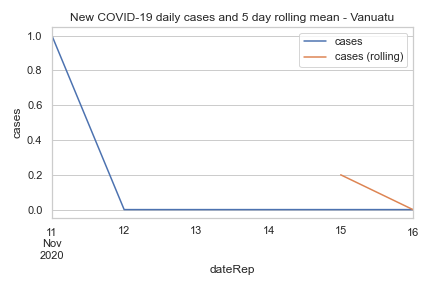 New COVID-19 daily cases and 5 day rolling mean - Vanuatu
cases
cases (rolling)
1.0
0.8
0.6
0.4
0.2
0.0
cases
11 12 13 14 15 16
Nov
2020
dateRep